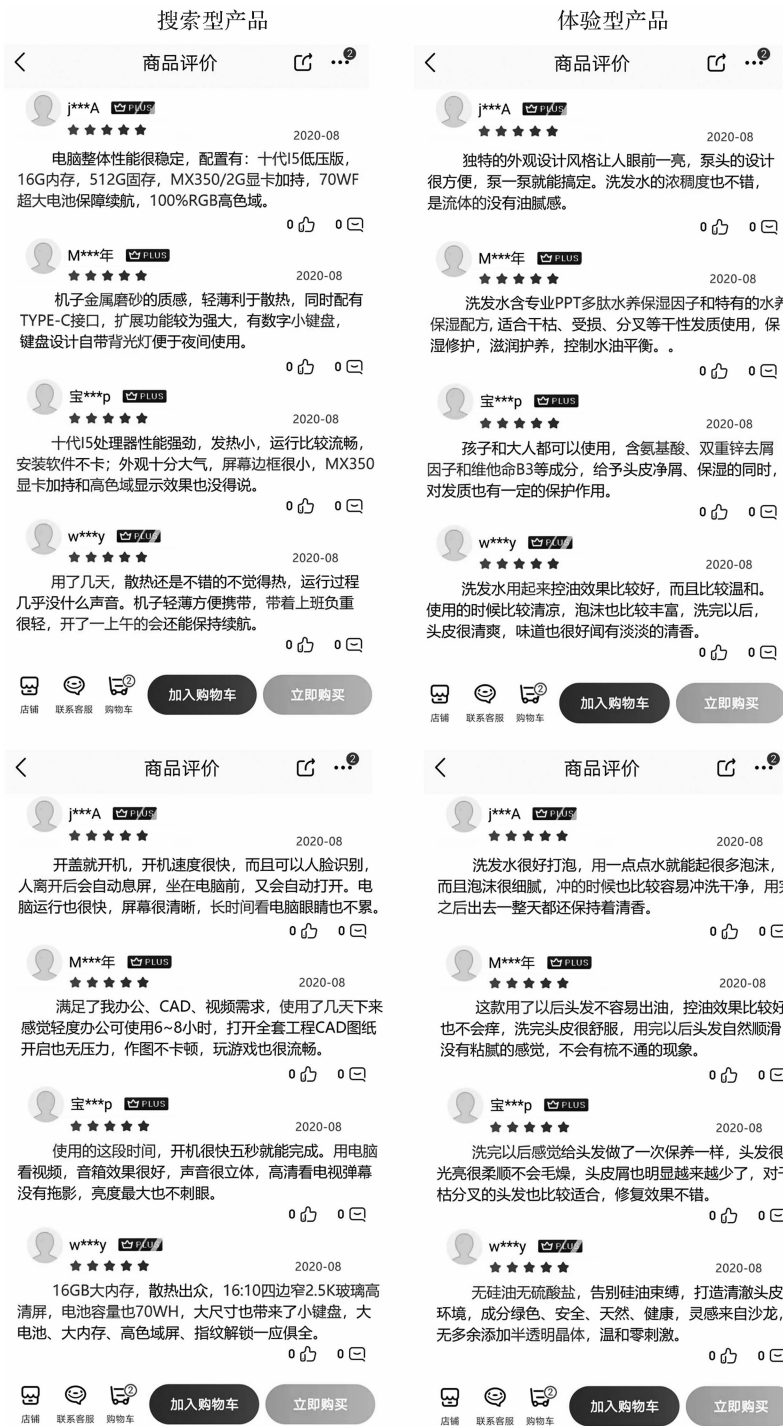 搜索型产品
商品评价
2
j***A PLUS
2020-08
电脑整体性能很稳定，配置有：十代I5低压版，
16G内存，512G固存，MX350/2G显卡加持，70WF
超大电池保障续航，100%RGB高色域。
0 0
M***年 PLUS
2020-08
机子金属磨砂的质感，轻薄利于散热，同时配有
TYPE-C接口，扩展功能较为强大，有数字小键盘，
键盘设计自带背光灯便于夜间使用。
0 0
宝***p PLUS
2020-08
十代I5处理器性能强劲，发热小，运行比较流畅，
安装软件不卡；外观十分大气，屏幕边框很小，MX350
显卡加持和高色域显示效果也没得说。
0 0
w***y PLUS
2020-08
用了几天，散热还是不错的不觉得热，运行过程
几乎没什么声音。机子轻薄方便携带，带着上班负重
很轻，开了一上午的会还能保持续航。
0 0
店铺 联系客服 购物车 2 加入购物车 立即购买
体验型产品
商品评价
2
j***A PLUS
2020-08
独特的外观设计风格让人眼前一亮，泵头的设计
很方便，泵一泵就能搞定。洗发水的浓稠度也不错，
是流体的没有油腻感。
0 0
M***年 PLUS
2020-08
洗发水含专业PPT多肽水养保湿因子和特有的水养
保湿配方, 适合干枯、受损、分叉等干性发质使用，保
湿修护，滋润护养，控制水油平衡。。
0 0
宝***p PLUS
2020-08
孩子和大人都可以使用，含氨基酸、双重锌去屑
因子和维他命B3等成分，给予头皮净屑、保湿的同时，
对发质也有一定的保护作用。
0 0
w***y PLUS
2020-08
洗发水用起来控油效果比较好，而且比较温和。
使用的时候比较清凉，泡沫也比较丰富，洗完以后，
头皮很清爽，味道也很好闻有淡淡的清香。
0 0
店铺 联系客服 购物车 2 加入购物车 立即购买
商品评价
2
j***A PLUS
2020-08
开盖就开机，开机速度很快，而且可以人脸识别，
人离开后会自动息屏，坐在电脑前，又会自动打开。电
脑运行也很快，屏幕很清晰，长时间看电脑眼睛也不累。
0 0
M***年 PLUS
2020-08
满足了我办公、CAD、视频需求，使用了几天下来
感觉轻度办公可使用6~8小时，打开全套工程CAD图纸
开启也无压力，作图不卡顿，玩游戏也很流畅。
0 0
宝***p PLUS
2020-08
使用的这段时间，开机很快五秒就能完成。用电脑
看视频，音箱效果很好，声音很立体，高清看电视弹幕
没有拖影，亮度最大也不刺眼。
0 0
w***y PLUS
2020-08
16GB大内存，散热出众，16:10四边窄2.5K玻璃高
清屏，电池容量也70WH，大尺寸也带来了小键盘，大
电池、大内存、高色域屏、指纹解锁一应俱全。
0 0
店铺 联系客服 购物车 2 加入购物车 立即购买
商品评价
2
j***A PLUS
2020-08
洗发水很好打泡，用一点点水就能起很多泡沫，
而且泡沫很细腻，冲的时候也比较容易冲洗干净，用完
之后出去一整天都还保持着清香。
0 0
M***年 PLUS
2020-08
这款用了以后头发不容易出油，控油效果比较好
也不会痒，洗完头皮很舒服，用完以后头发自然顺滑
没有粘腻的感觉，不会有梳不通的现象。
0 0
宝***p PLUS
2020-08
洗完以后感觉给头发做了一次保养一样，头发很
光亮很柔顺不会毛燥，头皮屑也明显越来越少了，对干
枯分叉的头发也比较适合，修复效果不错。
0 0
w***y PLUS
2020-08
无硅油无硫酸盐，告别硅油束缚，打造清澈头皮
环境，成分绿色、安全、天然、健康，灵感来自沙龙，
无多余添加半透明晶体，温和零刺激。
0 0
店铺 联系客服 购物车 2 加入购物车 立即购买